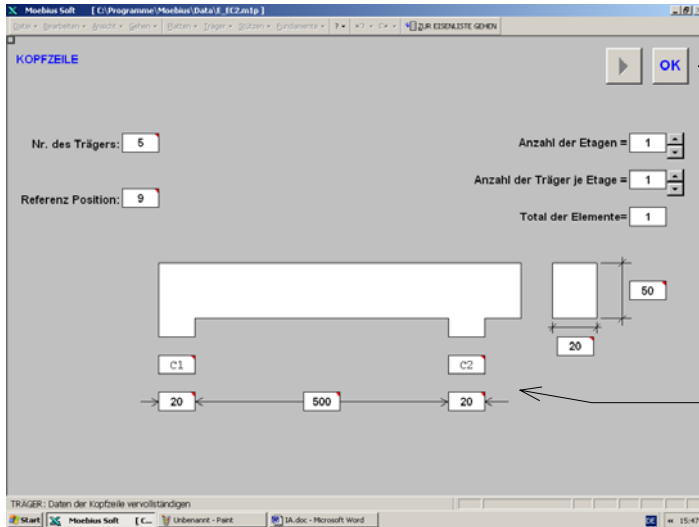 Moebius Soft [ C:\Programme\Moebius\Data\E_EC2.m1p ]
Datei Bearbeiten Ansicht Gehen Platten Träger Stützen Fundamente ? ZUR EISENLISTE GEHEN
KOPFZEILE
OK
Nr. des Trägers: 5
Anzahl der Etagen = 1
Anzahl der Träger je Etage = 1
Referenz Position: 9
Total der Elemente= 1
50
20
C1 C2
20 500 20
TRÄGER: Daten der Kopfzeile vervollständigen
Start Moebius Soft [ C... Unbenannt - Paint IA.doc - Microsoft Word DE « 15:47